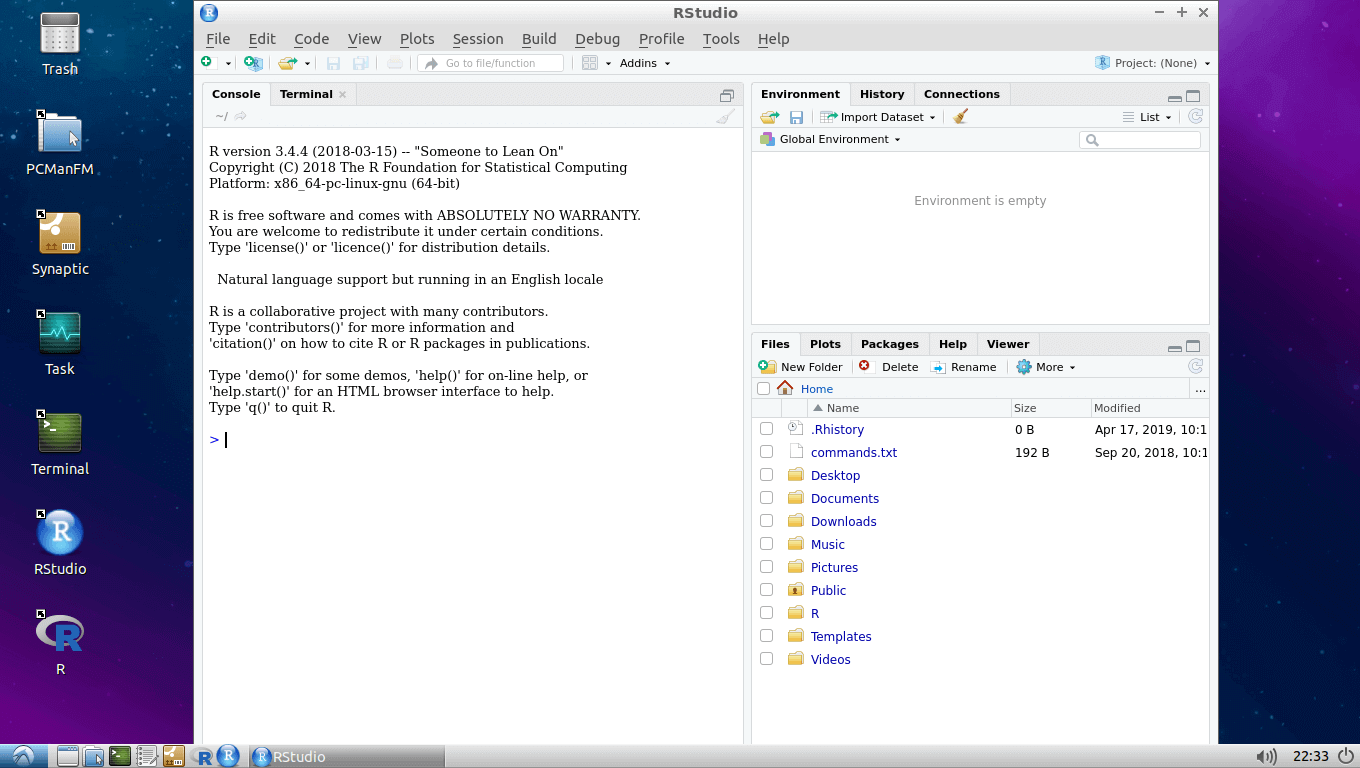 Trash
PCManFM
Synaptic
Task
Terminal
RStudio
R
RStudio
File Edit Code View Plots Session Build Debug Profile Tools Help
Go to file/function Addins Project: (None)
Console Terminal
~/
R version 3.4.4 (2018-03-15) -- "Someone to Lean On"
Copyright (C) 2018 The R Foundation for Statistical Computing
Platform: x86_64-pc-linux-gnu (64-bit)
R is free software and comes with ABSOLUTELY NO WARRANTY.
You are welcome to redistribute it under certain conditions.
Type 'license()' or 'licence()' for distribution details.
Natural language support but running in an English locale
R is a collaborative project with many contributors.
Type 'contributors()' for more information and
'citation()' on how to cite R or R packages in publications.
Type 'demo()' for some demos, 'help()' for on-line help, or
'help.start()' for an HTML browser interface to help.
Type 'q()' to quit R.
>
Environment History Connections
Import Dataset List
Global Environment
Environment is empty
Files Plots Packages Help Viewer
New Folder Delete Rename More
Home ...
Name Size Modified
.Rhistory 0 B Apr 17, 2019, 10:1
commands.txt 192 B Sep 20, 2018, 10:1
Desktop
Documents
Downloads
Music
Pictures
Public
R
Templates
Videos
RStudio 22:33